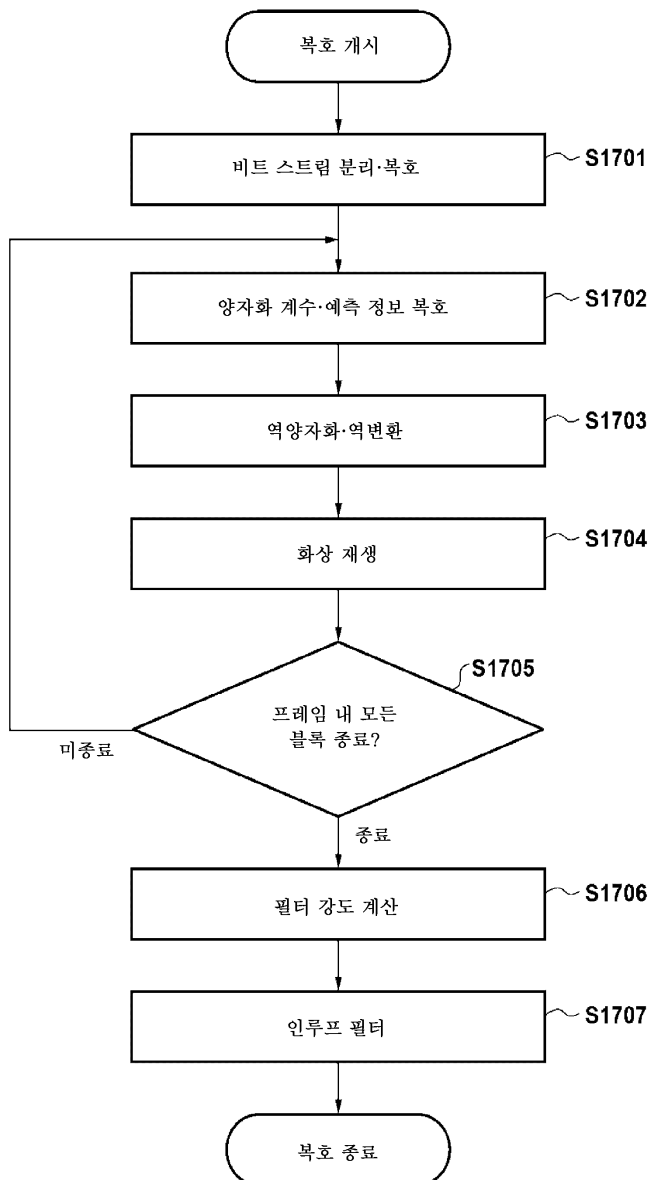 복호 개시
비트 스트림 분리·복호
S1701
양자화 계수·예측 정보 복호
S1702
역양자화·역변환
S1703
화상 재생
S1704
S1705
프레임 내 모든
블록 종료?
미종료
종료
필터 강도 계산
S1706
인루프 필터
S1707
복호 종료